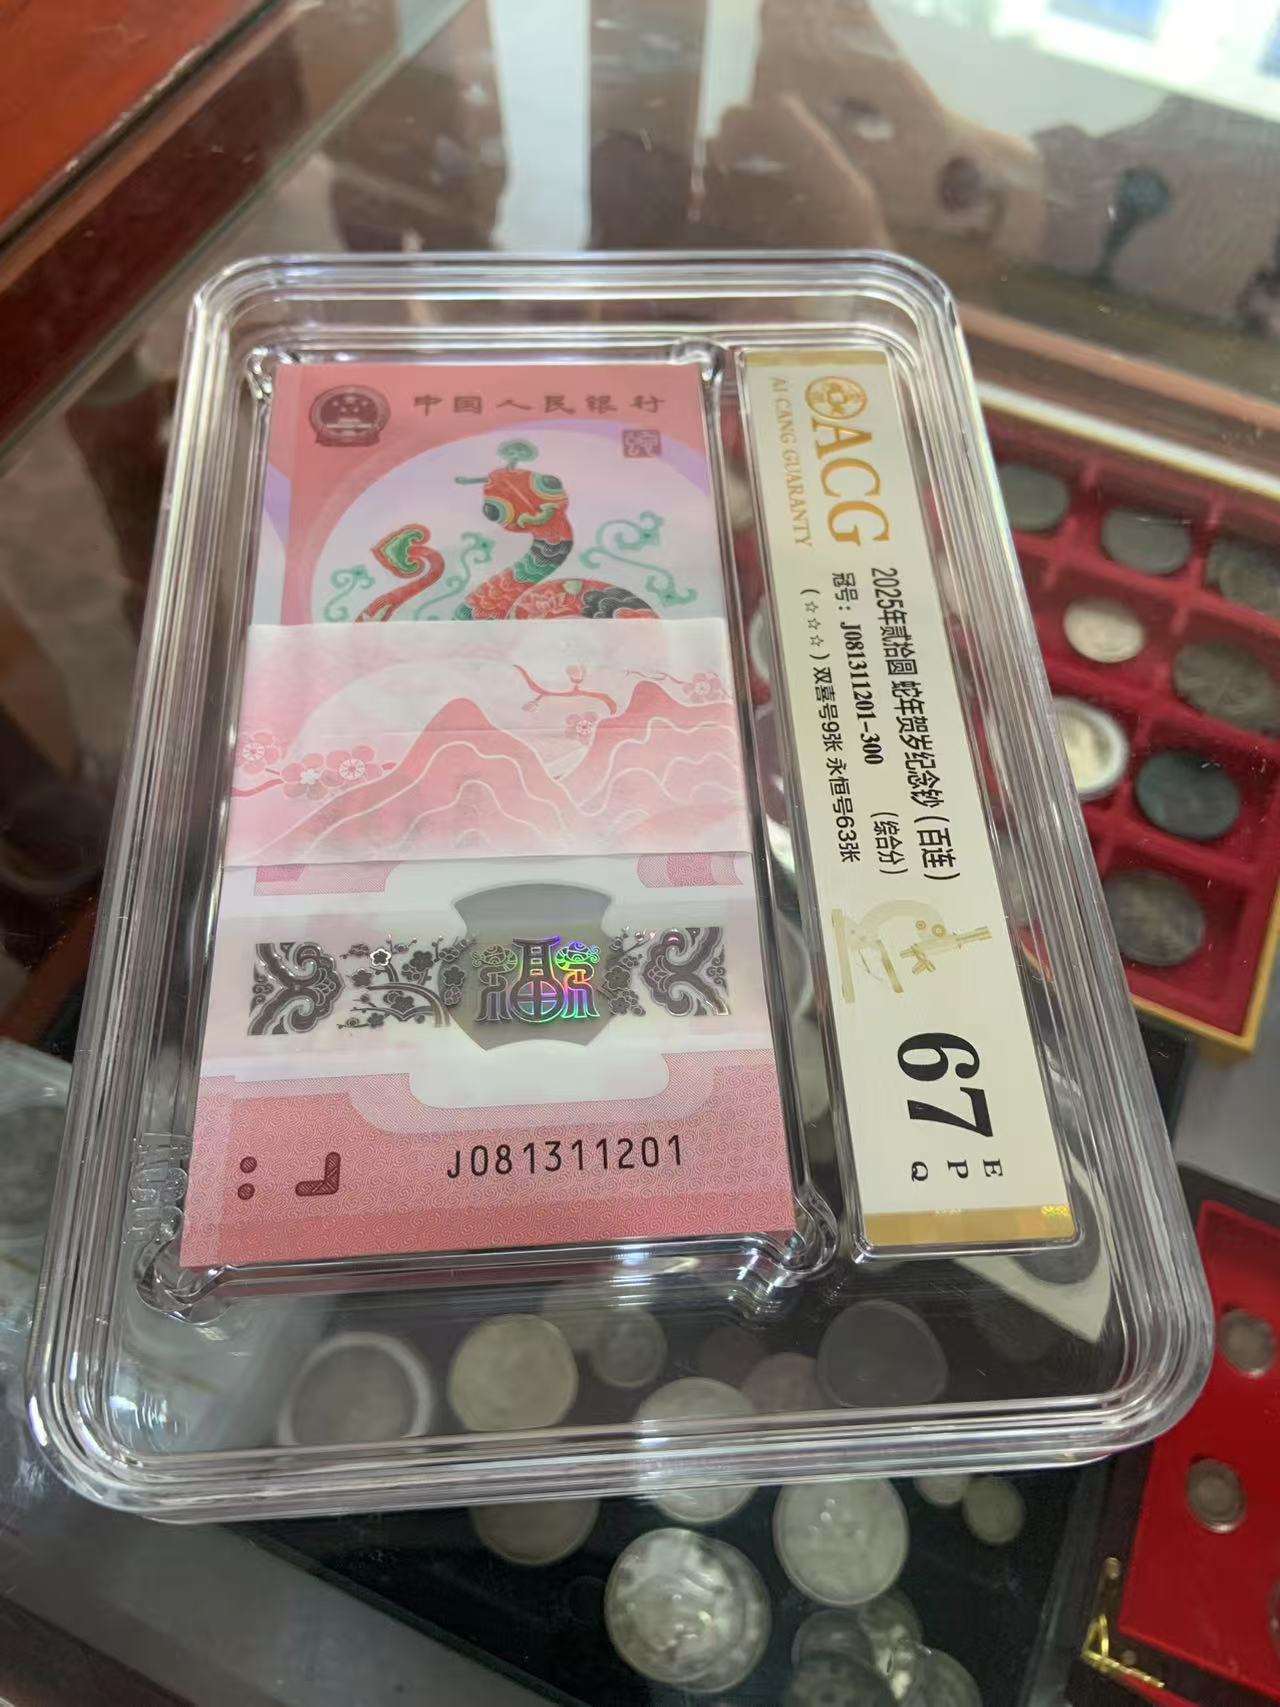 中国人民银行
J081311201
ACG
AI CANG GUARANTY
2025年贰拾圆 蛇年贺岁纪念钞（百连）
冠号：J081311201-300 （综合分）
（☆☆☆）双喜号9张 永恒号63张
67
E
P
Q